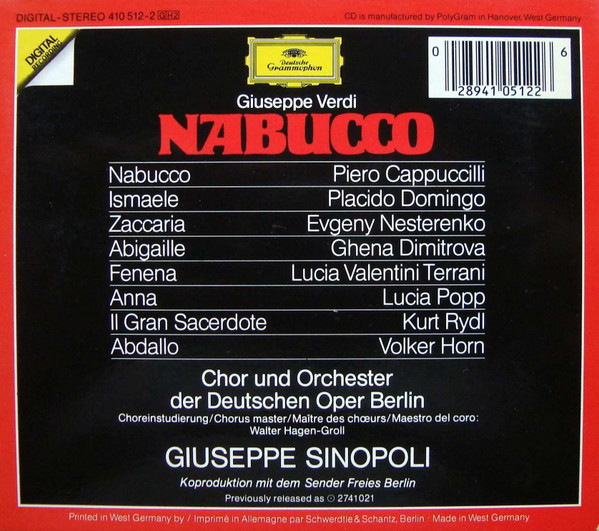 DIGITAL-STEREO 410 512-2 GH2
CD is manufactured by PolyGram in Hanover, West Germany
DIGITAL
RECORDING
Deutsche
Grammophon
0 28941 05122 6
Giuseppe Verdi
NABUCCO
Nabucco Piero Cappuccilli
Ismaele Placido Domingo
Zaccaria Evgeny Nesterenko
Abigaille Ghena Dimitrova
Fenena Lucia Valentini Terrani
Anna Lucia Popp
Il Gran Sacerdote Kurt Rydl
Abdallo Volker Horn
Chor und Orchester
der Deutschen Oper Berlin
Choreinstudierung/Chorus master/Maître des chœurs/Maestro del coro:
Walter Hagen-Groll
GIUSEPPE SINOPOLI
Koproduktion mit dem Sender Freies Berlin
Previously released as 2741021
Printed in West Germany by / Imprimé in Allemagne par Schwerdtle & Schantz, Berlin · Made in West Germany